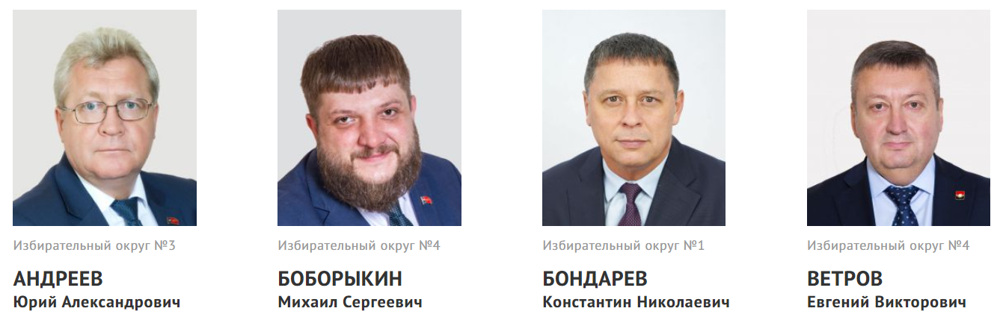 Избирательный округ №3
АНДРЕЕВ
Юрий Александрович
Избирательный округ №4
БОБОРЫКИН
Михаил Сергеевич
Избирательный округ №1
БОНДАРЕВ
Константин Николаевич
Избирательный округ №4
ВЕТРОВ
Евгений Викторович